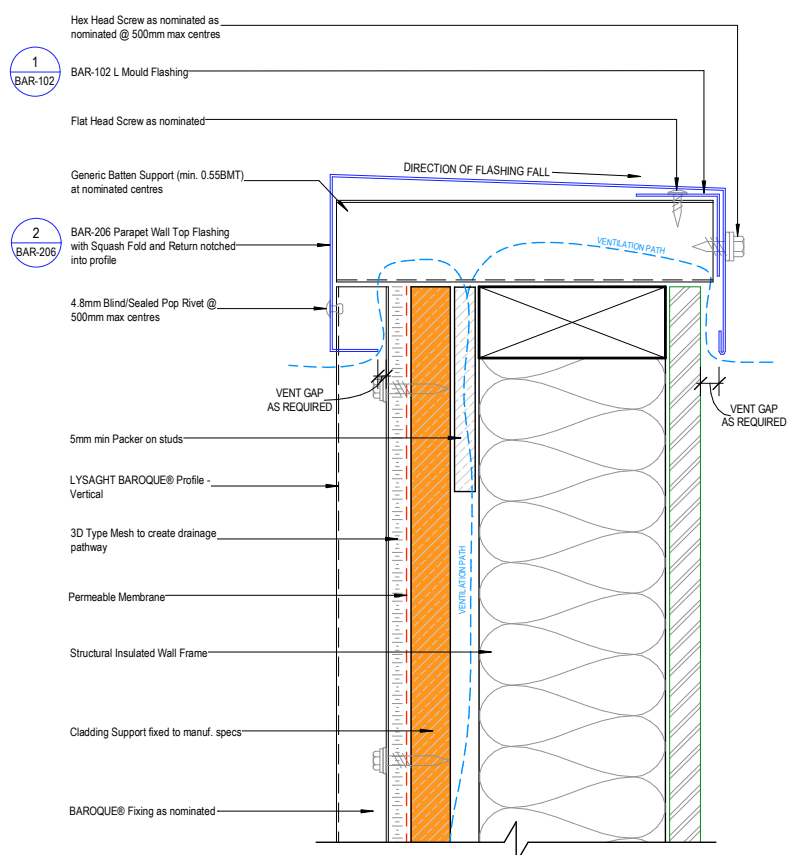 Hex Head Screw as nominated as
nominated @ 500mm max centres
1
BAR-102
BAR-102 L Mould Flashing
Flat Head Screw as nominated
DIRECTION OF FLASHING FALL
Generic Batten Support (min. 0.55BMT)
at nominated centres
2
BAR-206
BAR-206 Parapet Wall Top Flashing
with Squash Fold and Return notched
into profile
VENTILATION PATH
4.8mm Blind/Sealed Pop Rivet @
500mm max centres
VENT GAP
AS REQUIRED
VENT GAP
AS REQUIRED
5mm min Packer on studs
LYSAGHT BAROQUE® Profile -
Vertical
3D Type Mesh to create drainage
pathway
VENTILATION PATH
Permeable Membrane
Structural Insulated Wall Frame
Cladding Support fixed to manuf. specs
BAROQUE® Fixing as nominated